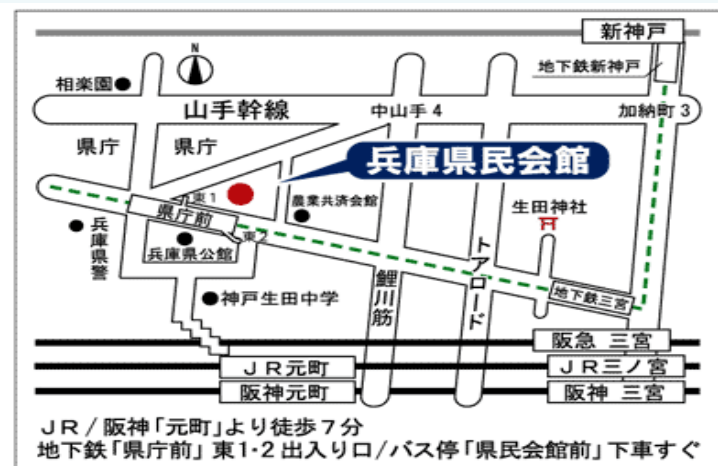 新神戸
N
地下鉄新神戸
相楽園
山手幹線
中山手4
加納町3
県庁
県庁
兵庫県民会館
東1
農業共済会館
生田神社
県庁前
東2
兵庫県警
兵庫県公館
トアロード
鯉川筋
地下鉄三宮
神戸生田中学
阪急 三宮
JR元町
JR三ノ宮
阪神元町
阪神 三宮
JR/阪神「元町」より徒歩7分
地下鉄「県庁前」東1・2出入り口/バス停「県民会館前」下車すぐ